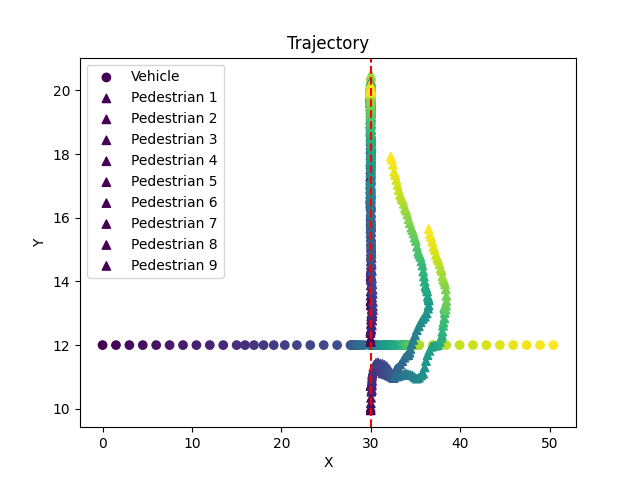 Trajectory
Vehicle
Pedestrian 1
Pedestrian 2
Pedestrian 3
Pedestrian 4
Pedestrian 5
Pedestrian 6
Pedestrian 7
Pedestrian 8
Pedestrian 9
Y
20
18
16
14
12
10
0 10 20 30 40 50
X